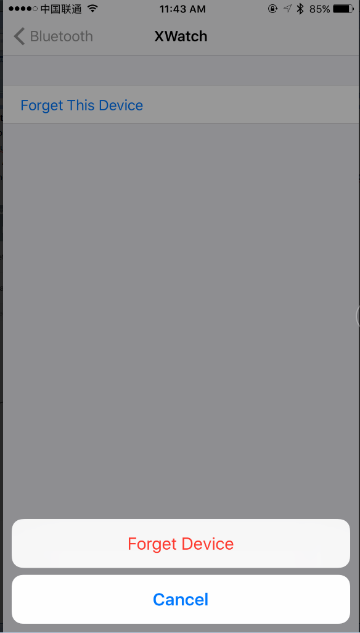 中国联通 11:43 AM 85%
Bluetooth XWatch
Forget This Device
Forget Device
Cancel